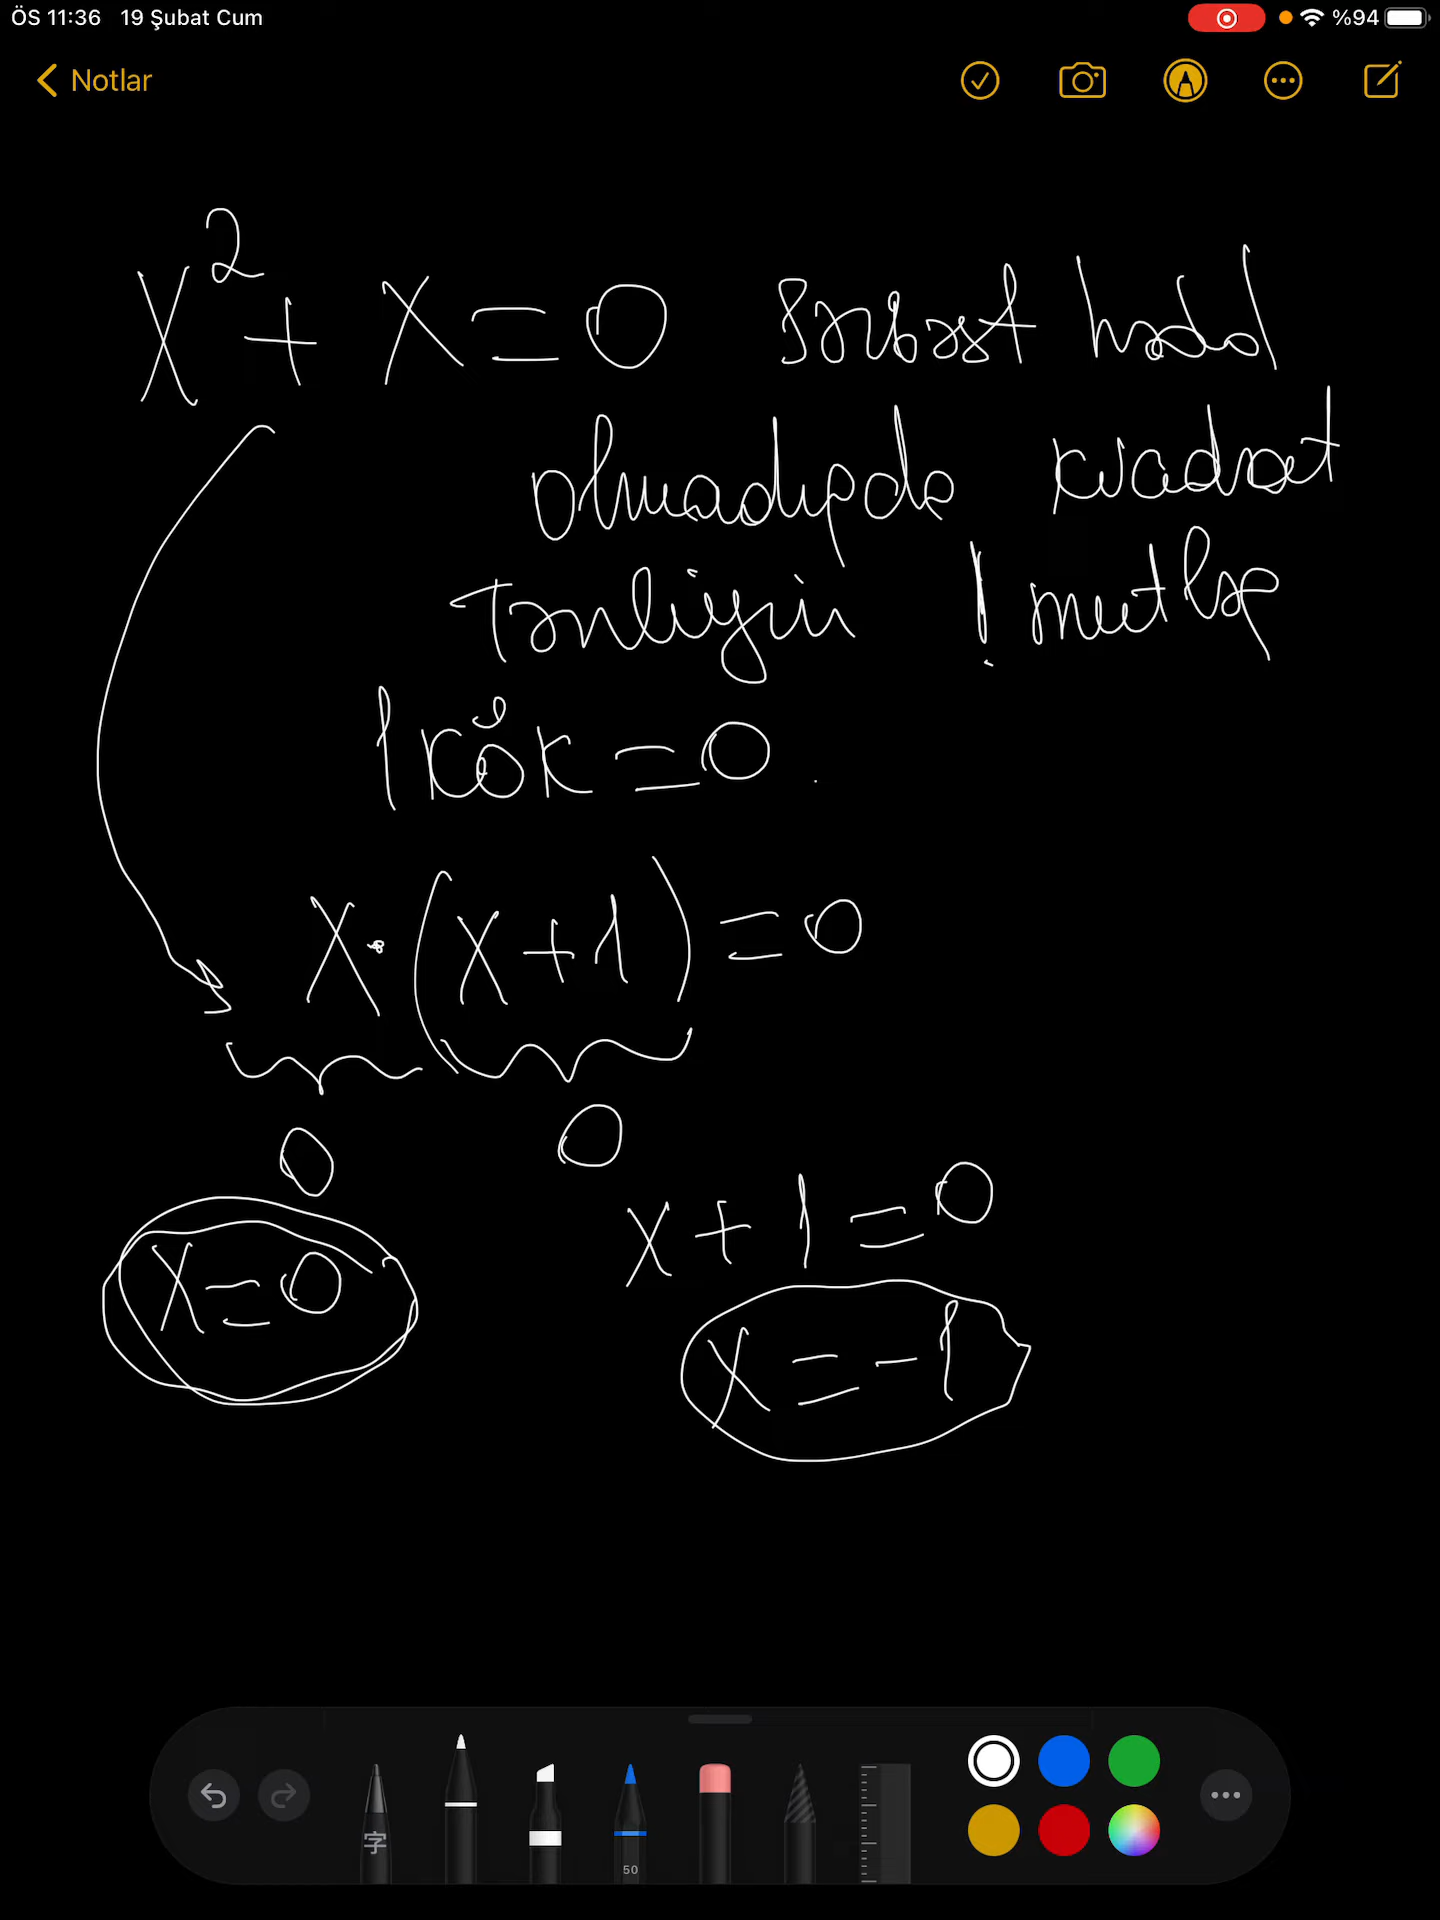 ÖS 11:36 19 Şubat Cum %94
Notlar
x² + x = 0 Sərbəst hədd
olmadıqda kvadrat
Tənliyin ! mütləq
1 kök = 0.
x · (x + 1) = 0
0 0
x + 1 = 0
x = 0
x = -1
字
50